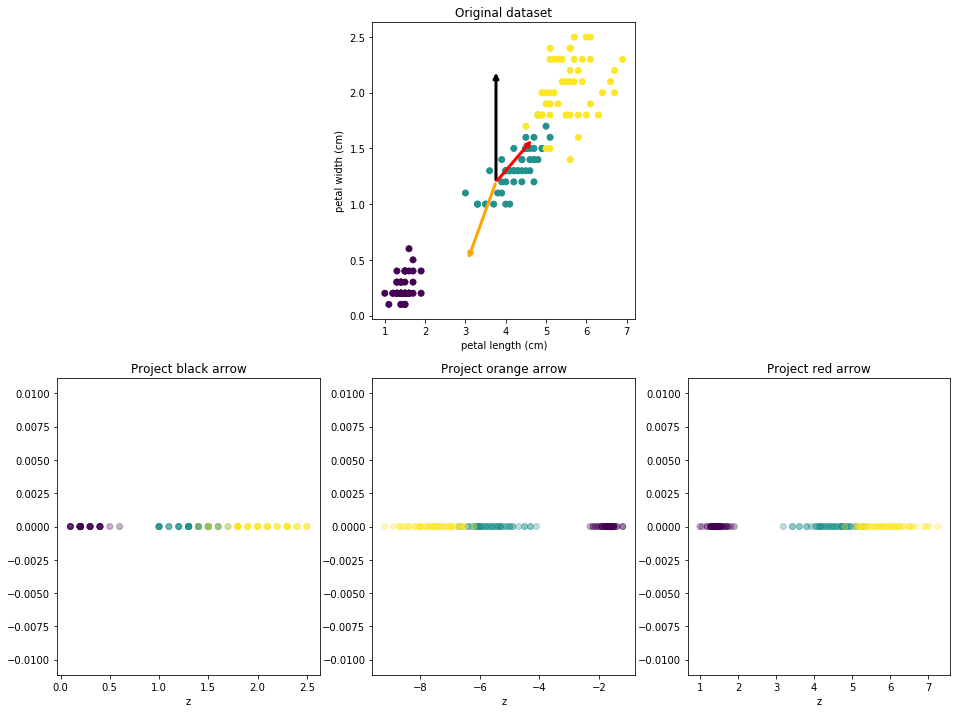 Original dataset
2.5
2.0
1.5
1.0
0.5
0.0
petal width (cm)
1 2 3 4 5 6 7
petal length (cm)
Project black arrow
0.0100
0.0075
0.0050
0.0025
0.0000
−0.0025
−0.0050
−0.0075
−0.0100
0.0 0.5 1.0 1.5 2.0 2.5
z
Project orange arrow
0.0100
0.0075
0.0050
0.0025
0.0000
−0.0025
−0.0050
−0.0075
−0.0100
−8 −6 −4 −2
z
Project red arrow
0.0100
0.0075
0.0050
0.0025
0.0000
−0.0025
−0.0050
−0.0075
−0.0100
1 2 3 4 5 6 7
z